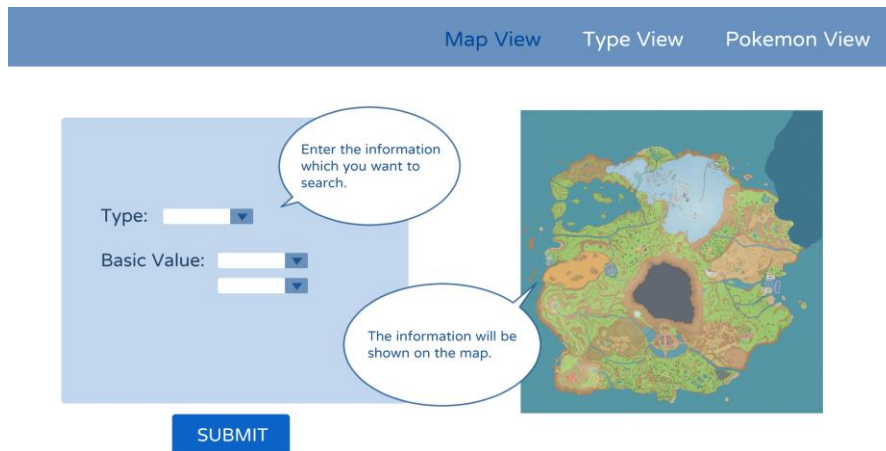 Map View Type View Pokemon View
Enter the information
which you want to
search.
Type:
Basic Value:
The information will be
shown on the map.
SUBMIT